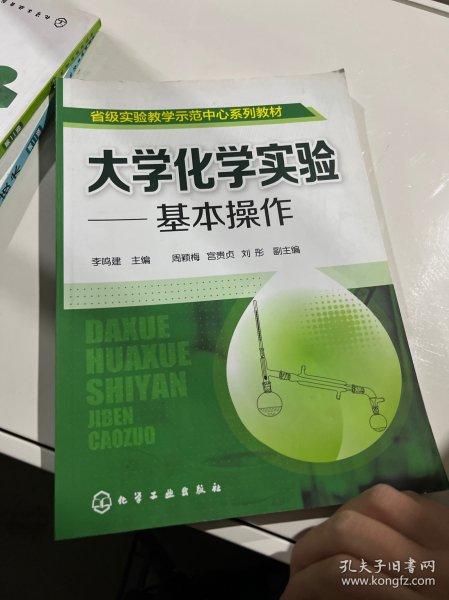 省级实验教学示范中心系列教材
大学化学实验
——基本操作
李鸣建 主编 周颖梅 宫贵贞 刘彤 副主编
DAXUE
HUAXUE
SHIYAN
JIBEN
CAOZUO
化学工业出版社
孔夫子旧书网
www.kongfz.com